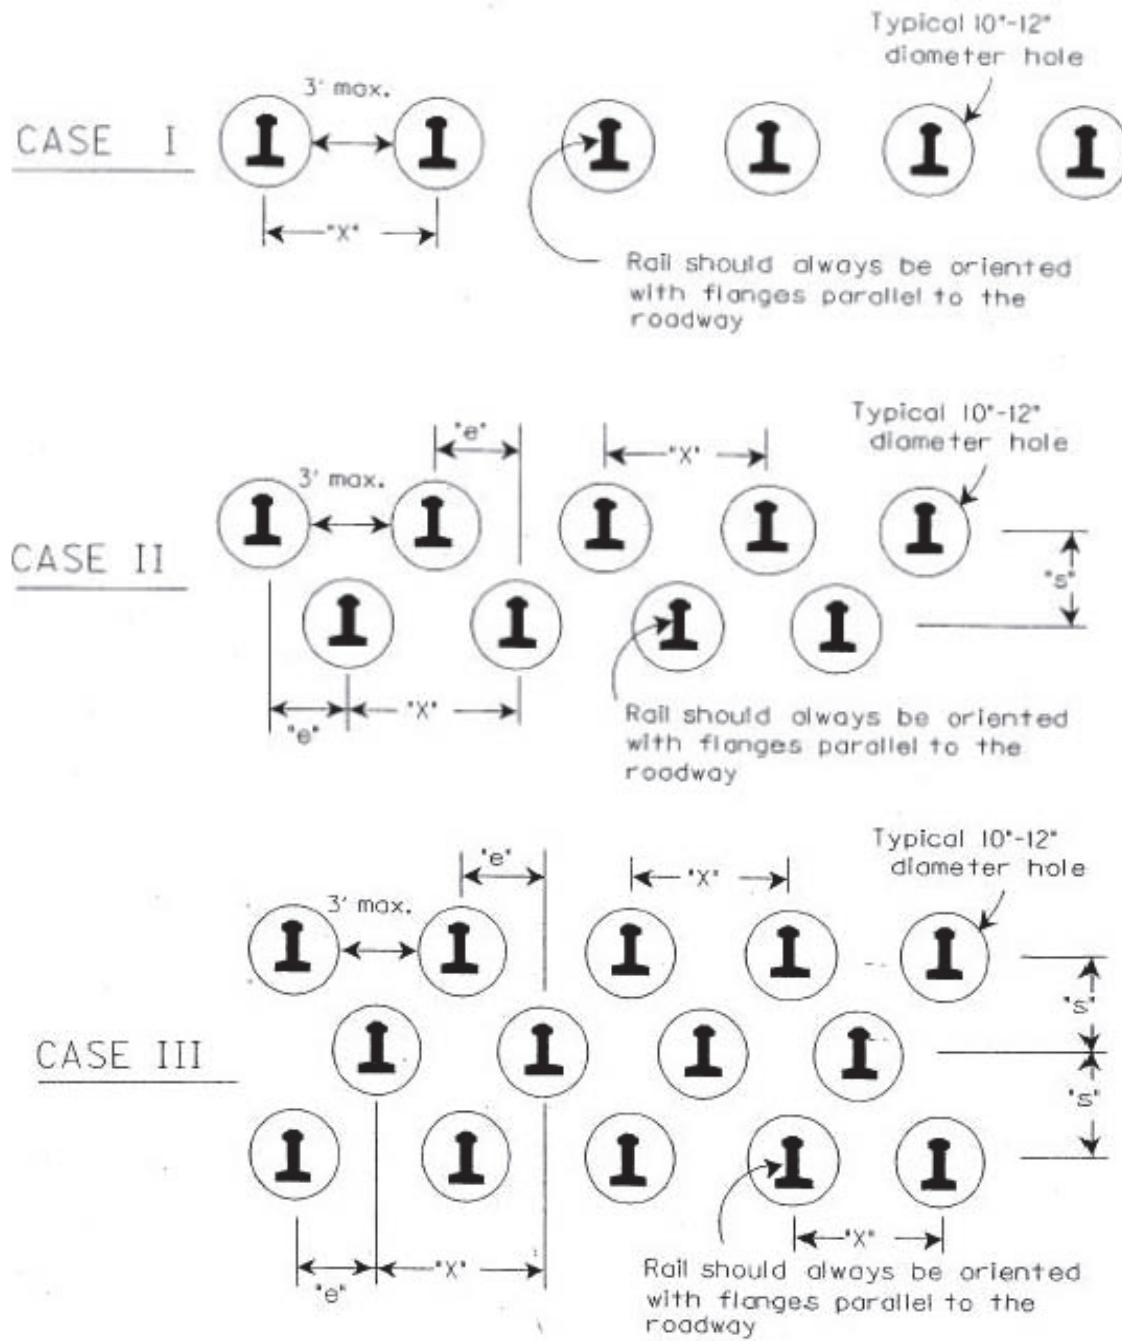 Typical 10"-12"
diameter hole
3' max.
CASE I
"X"
Rail should always be oriented
with flanges parallel to the
roadway
Typical 10"-12"
diameter hole
"e"
"X"
3' max.
CASE II
"s"
"e"
"X"
Rail should always be oriented
with flanges parallel to the
roadway
Typical 10"-12"
diameter hole
"e"
"X"
3' max.
"s"
CASE III
"s"
"e"
"X"
"X"
Rail should always be oriented
with flanges parallel to the
roadway